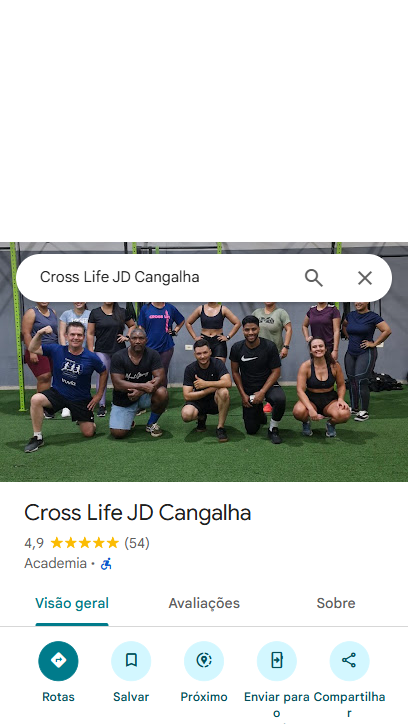 Cross Life JD Cangalha
Cross Life JD Cangalha
4,9 (54)
Academia ·
Visão geral Avaliações Sobre
Rotas Salvar Próximo Enviar para o Compartilhar